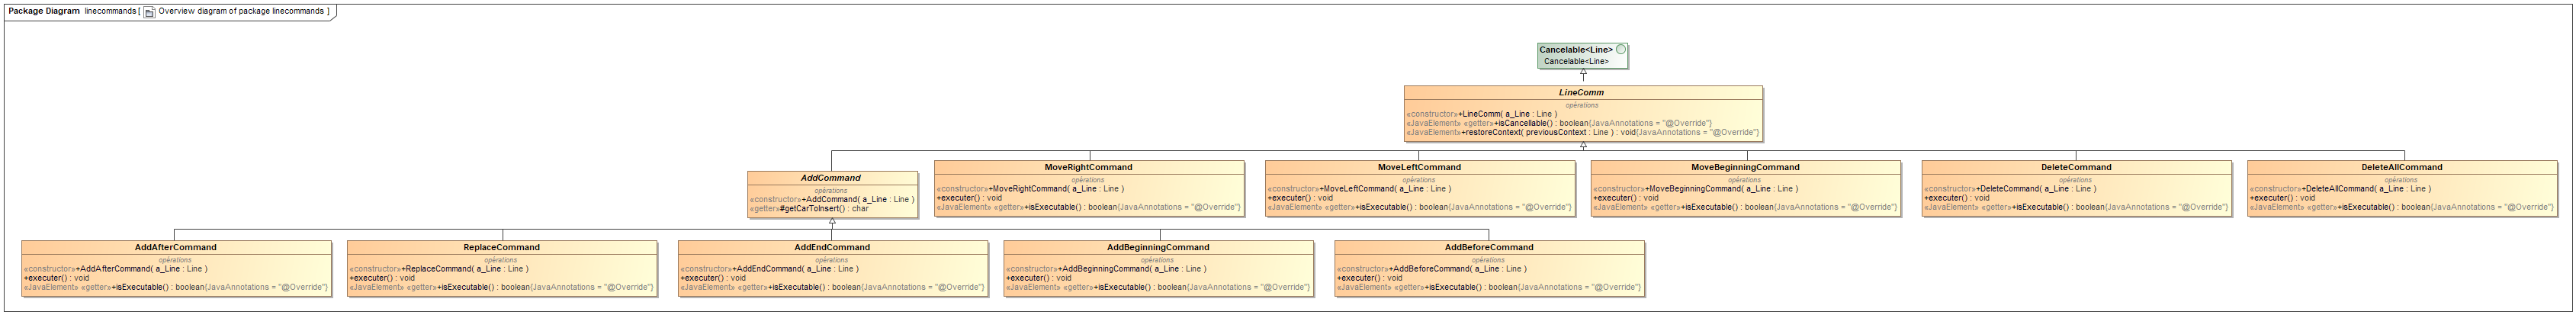 Package Diagram linecommands[ Overview diagram of package linecommands ]
Cancelable<Line>
Cancelable<Line>
LineComm
opérations
«constructor»+LineComm( a_Line : Line )
«JavaElement» «getter»+isCancellable() : boolean{JavaAnnotations = "@Override"}
«JavaElement»+restoreContext( previousContext : Line ) : void{JavaAnnotations = "@Override"}
AddCommand
opérations
«constructor»+AddCommand( a_Line : Line )
«getter»#getCarToInsert() : char
MoveRightCommand
opérations
«constructor»+MoveRightCommand( a_Line : Line )
+executer() : void
«JavaElement» «getter»+isExecutable() : boolean{JavaAnnotations = "@Override"}
MoveLeftCommand
opérations
«constructor»+MoveLeftCommand( a_Line : Line )
+executer() : void
«JavaElement» «getter»+isExecutable() : boolean{JavaAnnotations = "@Override"}
MoveBeginningCommand
opérations
«constructor»+MoveBeginningCommand( a_Line : Line )
+executer() : void
«JavaElement» «getter»+isExecutable() : boolean{JavaAnnotations = "@Override"}
DeleteCommand
opérations
«constructor»+DeleteCommand( a_Line : Line )
+executer() : void
«JavaElement» «getter»+isExecutable() : boolean{JavaAnnotations = "@Override"}
DeleteAllCommand
opérations
«constructor»+DeleteAllCommand( a_Line : Line )
+executer() : void
«JavaElement» «getter»+isExecutable() : boolean{JavaAnnotations = "@Override"}
AddAfterCommand
opérations
«constructor»+AddAfterCommand( a_Line : Line )
+executer() : void
«JavaElement» «getter»+isExecutable() : boolean{JavaAnnotations = "@Override"}
ReplaceCommand
opérations
«constructor»+ReplaceCommand( a_Line : Line )
+executer() : void
«JavaElement» «getter»+isExecutable() : boolean{JavaAnnotations = "@Override"}
AddEndCommand
opérations
«constructor»+AddEndCommand( a_Line : Line )
+executer() : void
«JavaElement» «getter»+isExecutable() : boolean{JavaAnnotations = "@Override"}
AddBeginningCommand
opérations
«constructor»+AddBeginningCommand( a_Line : Line )
+executer() : void
«JavaElement» «getter»+isExecutable() : boolean{JavaAnnotations = "@Override"}
AddBeforeCommand
opérations
«constructor»+AddBeforeCommand( a_Line : Line )
+executer() : void
«JavaElement» «getter»+isExecutable() : boolean{JavaAnnotations = "@Override"}